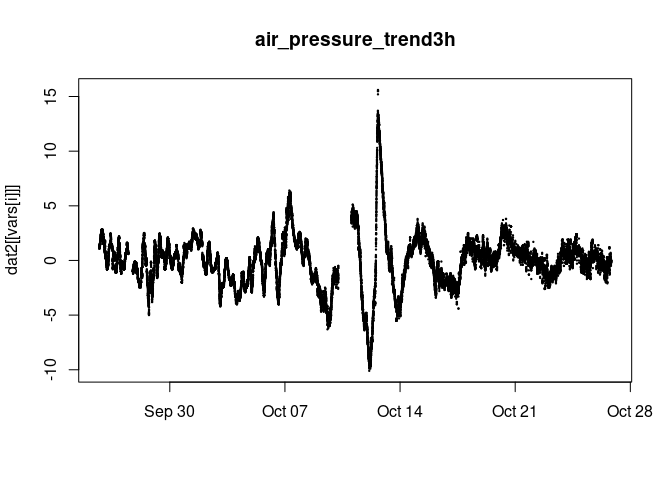 air_pressure_trend3h
dat2[[vars[i]]]
15
10
5
0
-5
-10
Sep 30
Oct 07
Oct 14
Oct 21
Oct 28